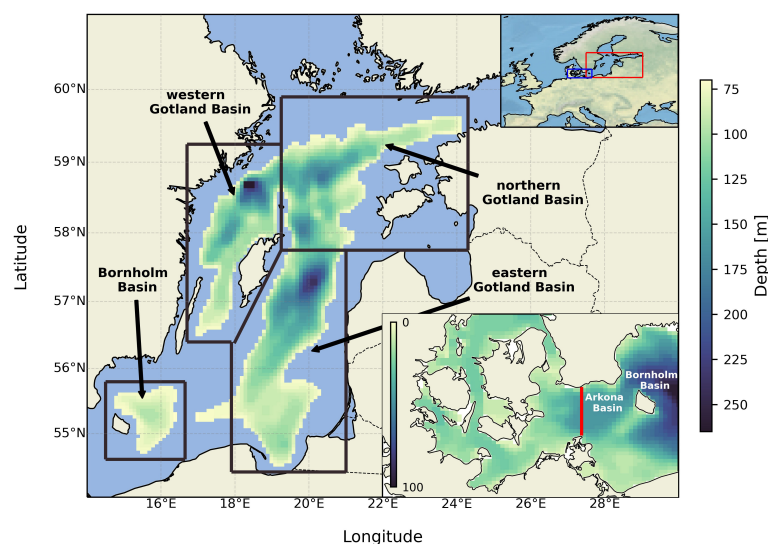 western
Gotland Basin
northern
Gotland Basin
Bornholm
Basin
eastern
Gotland Basin
60°N
59°N
58°N
57°N
56°N
55°N
Latitude
16°E
18°E
20°E
22°E
24°E
26°E
28°E
Longitude
0
100
Bornholm
Basin
Arkona
Basin
75
100
125
150
175
200
225
250
Depth [m]